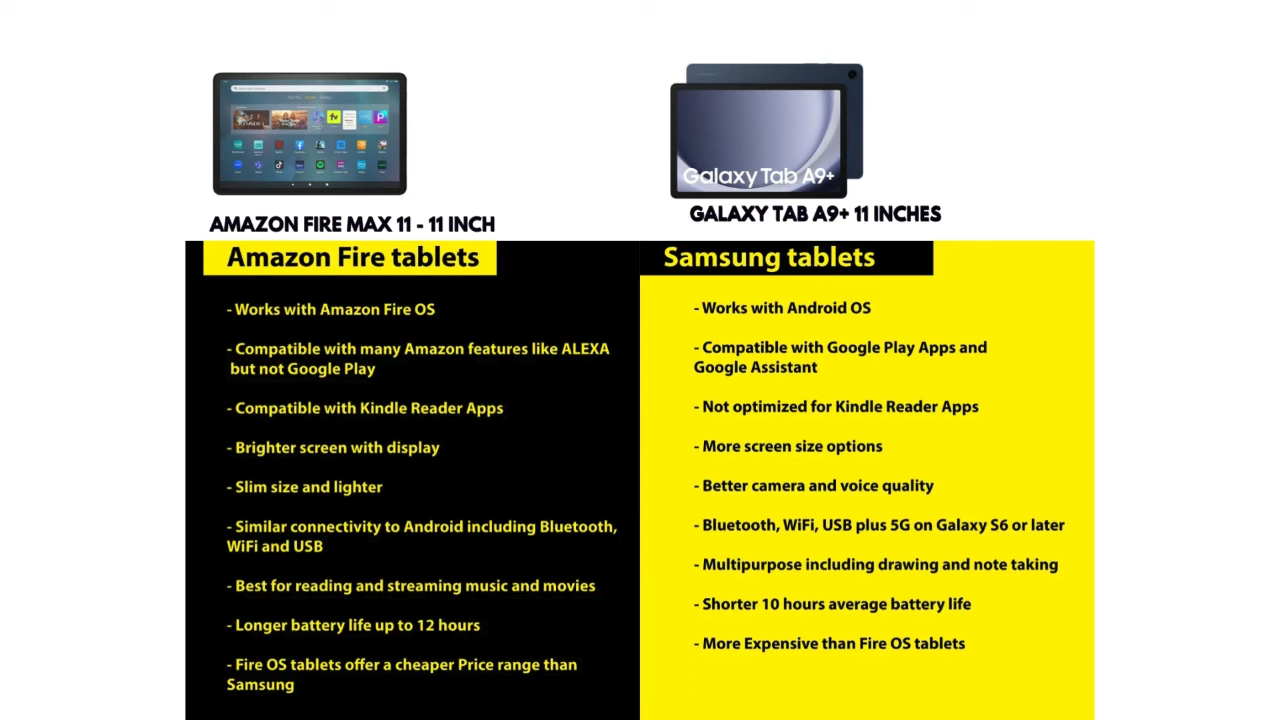 Galaxy Tab A9+
AMAZON FIRE MAX 11 - 11 INCH
GALAXY TAB A9+ 11 INCHES
Amazon Fire tablets
- Works with Amazon Fire OS
- Compatible with many Amazon features like ALEXA
but not Google Play
- Compatible with Kindle Reader Apps
- Brighter screen with display
- Slim size and lighter
- Similar connectivity to Android including Bluetooth,
WiFi and USB
- Best for reading and streaming music and movies
- Longer battery life up to 12 hours
- Fire OS tablets offer a cheaper Price range than
Samsung
Samsung tablets
- Works with Android OS
- Compatible with Google Play Apps and
Google Assistant
- Not optimized for Kindle Reader Apps
- More screen size options
- Better camera and voice quality
- Bluetooth, WiFi, USB plus 5G on Galaxy S6 or later
- Multipurpose including drawing and note taking
- Shorter 10 hours average battery life
- More Expensive than Fire OS tablets